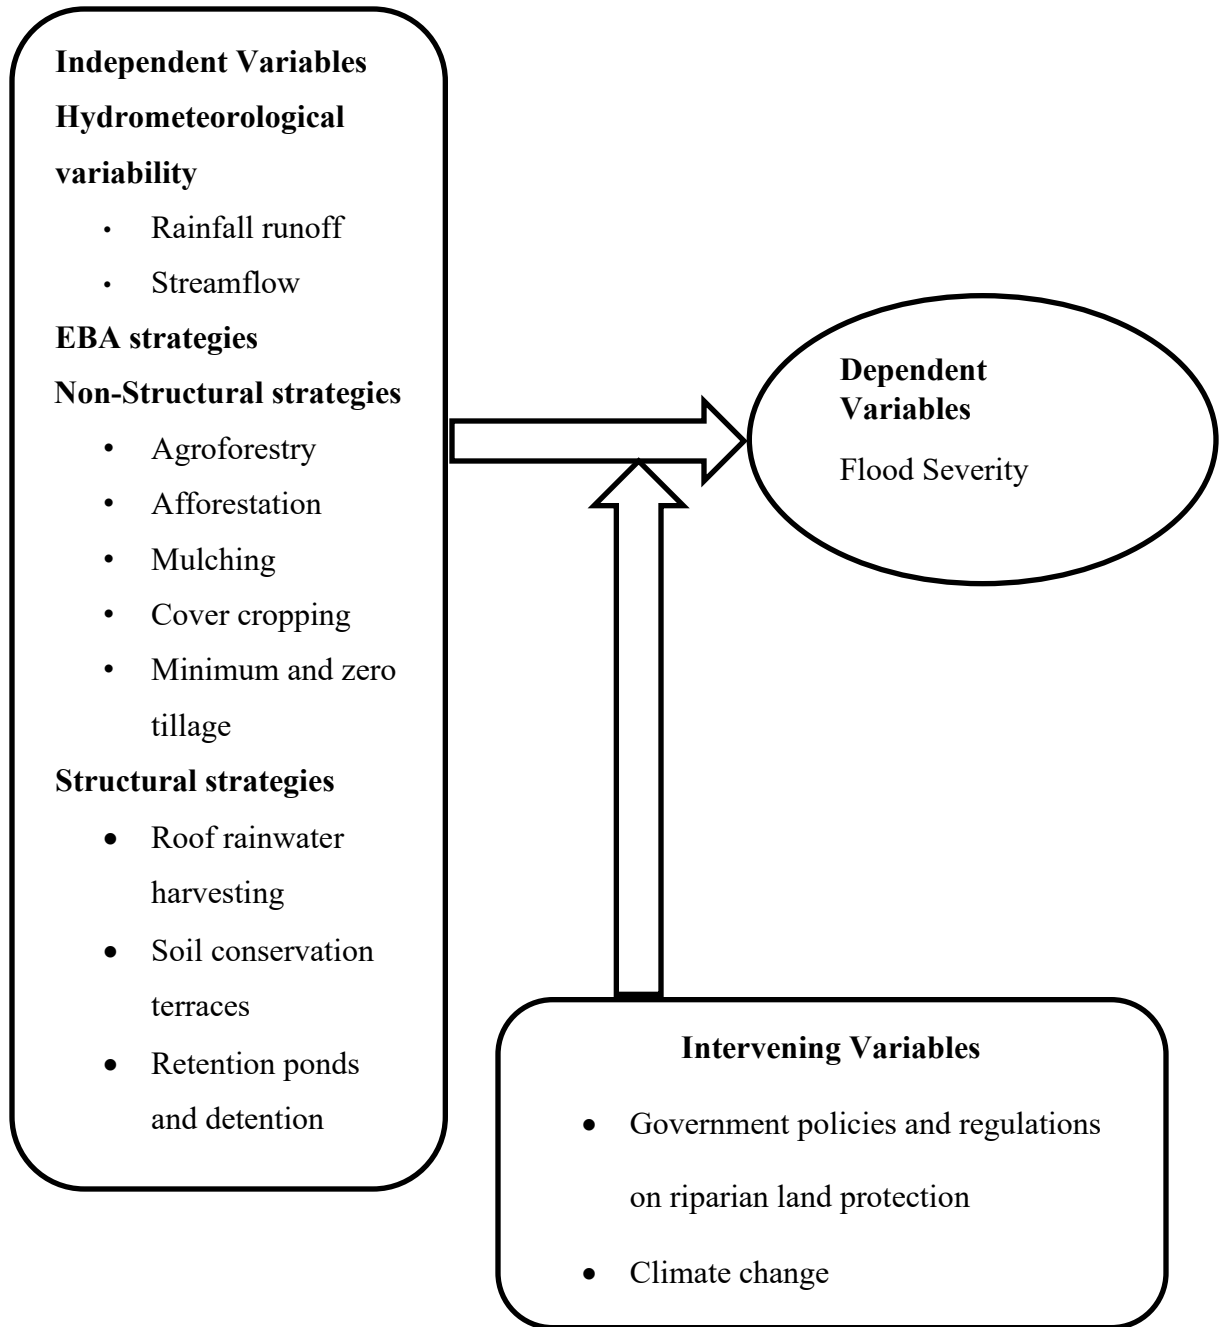 Independent Variables
Hydrometeorological
variability
• Rainfall runoff
• Streamflow
EBA strategies
Non-Structural strategies
• Agroforestry
• Afforestation
• Mulching
• Cover cropping
• Minimum and zero
tillage
Structural strategies
• Roof rainwater
harvesting
• Soil conservation
terraces
• Retention ponds
and detention
Dependent
Variables
Flood Severity
Intervening Variables
• Government policies and regulations
on riparian land protection
• Climate change